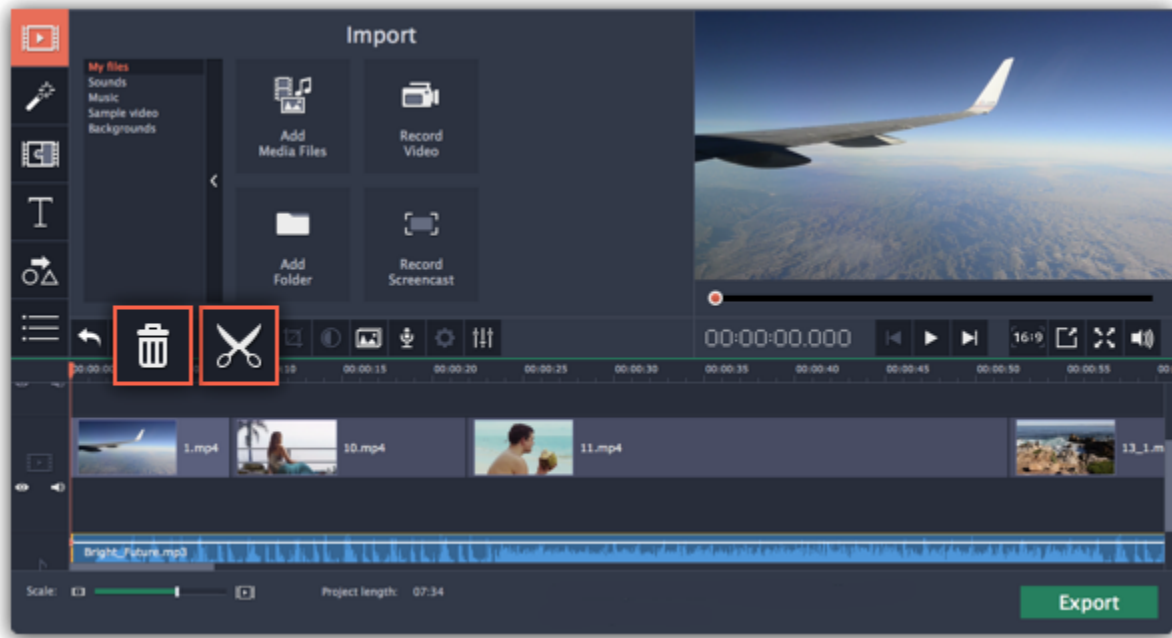 Import
My files
Sounds
Music
Sample video
Backgrounds
Add
Media Files
Record
Video
Add
Folder
Record
Screencast
T
00:00:00.000
16:9
00:00:15
00:00:20
00:00:25
00:00:30
00:00:35
00:00:40
00:00:45
00:00:50
00:00:55
1.mp4
10.mp4
11.mp4
13_1.m
Bright_Future.mp3
Scale:
Project length: 07:34
Export